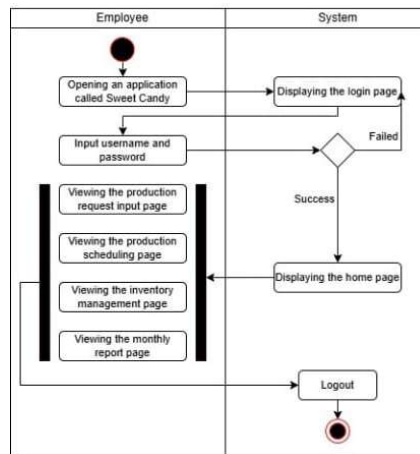 Employee
System
Opening an application
called Sweet Candy
Displaying the login page
Input username and
password
Failed
Success
Viewing the production
request input page
Viewing the production
scheduling page
Displaying the home page
Viewing the inventory
management page
Viewing the monthly
report page
Logout